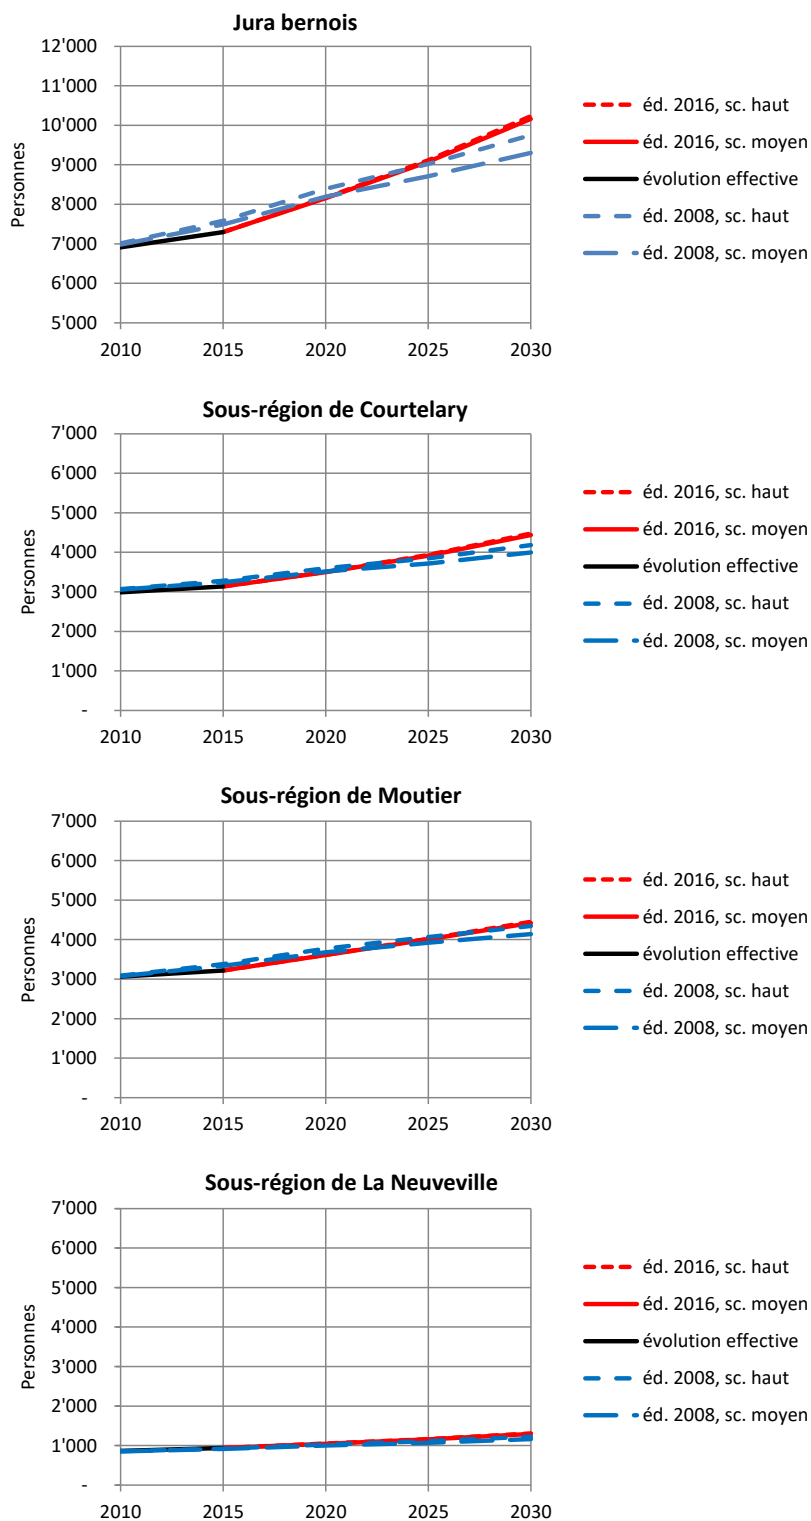 Jura bernois
12'000
11'000
10'000
9'000
8'000
7'000
6'000
5'000
Personnes
2010 2015 2020 2025 2030
éd. 2016, sc. haut
éd. 2016, sc. moyen
évolution effective
éd. 2008, sc. haut
éd. 2008, sc. moyen
Sous-région de Courtelary
7'000
6'000
5'000
4'000
3'000
2'000
1'000
-
Personnes
2010 2015 2020 2025 2030
éd. 2016, sc. haut
éd. 2016, sc. moyen
évolution effective
éd. 2008, sc. haut
éd. 2008, sc. moyen
Sous-région de Moutier
7'000
6'000
5'000
4'000
3'000
2'000
1'000
-
Personnes
2010 2015 2020 2025 2030
éd. 2016, sc. haut
éd. 2016, sc. moyen
évolution effective
éd. 2008, sc. haut
éd. 2008, sc. moyen
Sous-région de La Neuveville
7'000
6'000
5'000
4'000
3'000
2'000
1'000
-
Personnes
2010 2015 2020 2025 2030
éd. 2016, sc. haut
éd. 2016, sc. moyen
évolution effective
éd. 2008, sc. haut
éd. 2008, sc. moyen